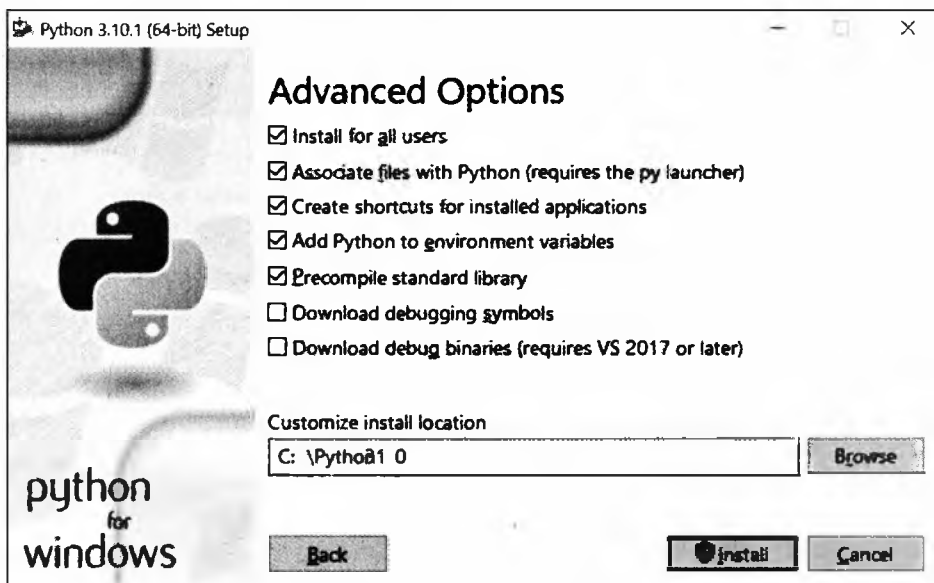 Python 3.10.1 (64-bit) Setup
Advanced Options
Install for all users
Associate files with Python (requires the py launcher)
Create shortcuts for installed applications
Add Python to environment variables
Precompile standard library
Download debugging symbols
Download debug binaries (requires VS 2017 or later)
Customize install location
C: \ 1 0
Browse
python
for
windows
Back
Install
Cancel